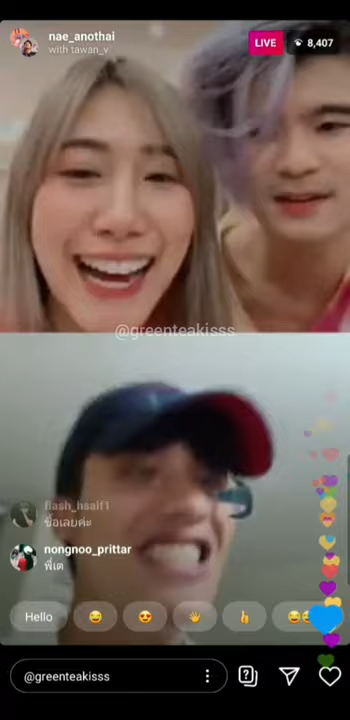 nae_anothai
with tawan_v
LIVE
8,407
@greenteakisss
flash_hsaif1
ซื้อเลยค่ะ
nongnoo_prittar
พี่เต
Hello
@greenteakisss